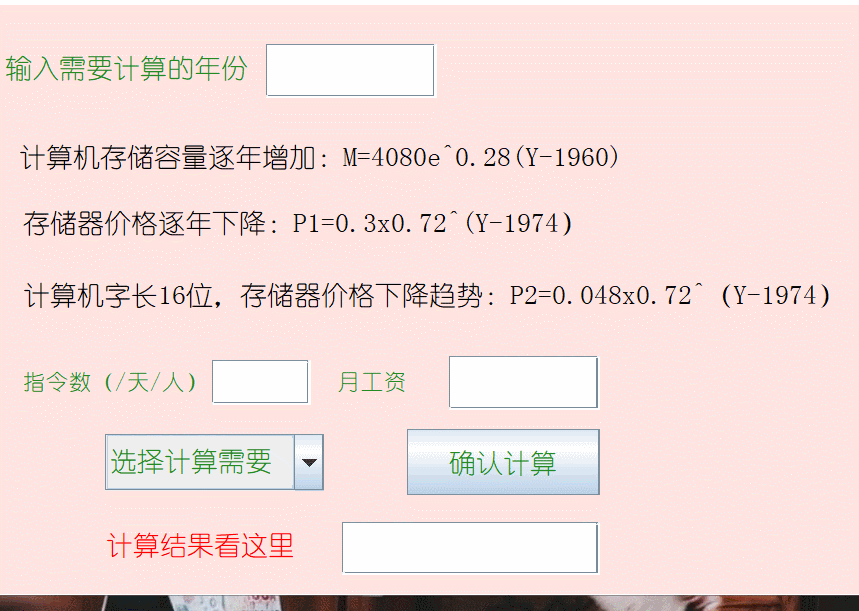 输入需要计算的年份
计算机存储容量逐年增加：M=4080e^0.28(Y-1960)
存储器价格逐年下降：P1=0.3x0.72^(Y-1974)
计算机字长16位，存储器价格下降趋势：P2=0.048x0.72^（Y-1974）
指令数（/天/人） 月工资
选择计算需要 确认计算
计算结果看这里